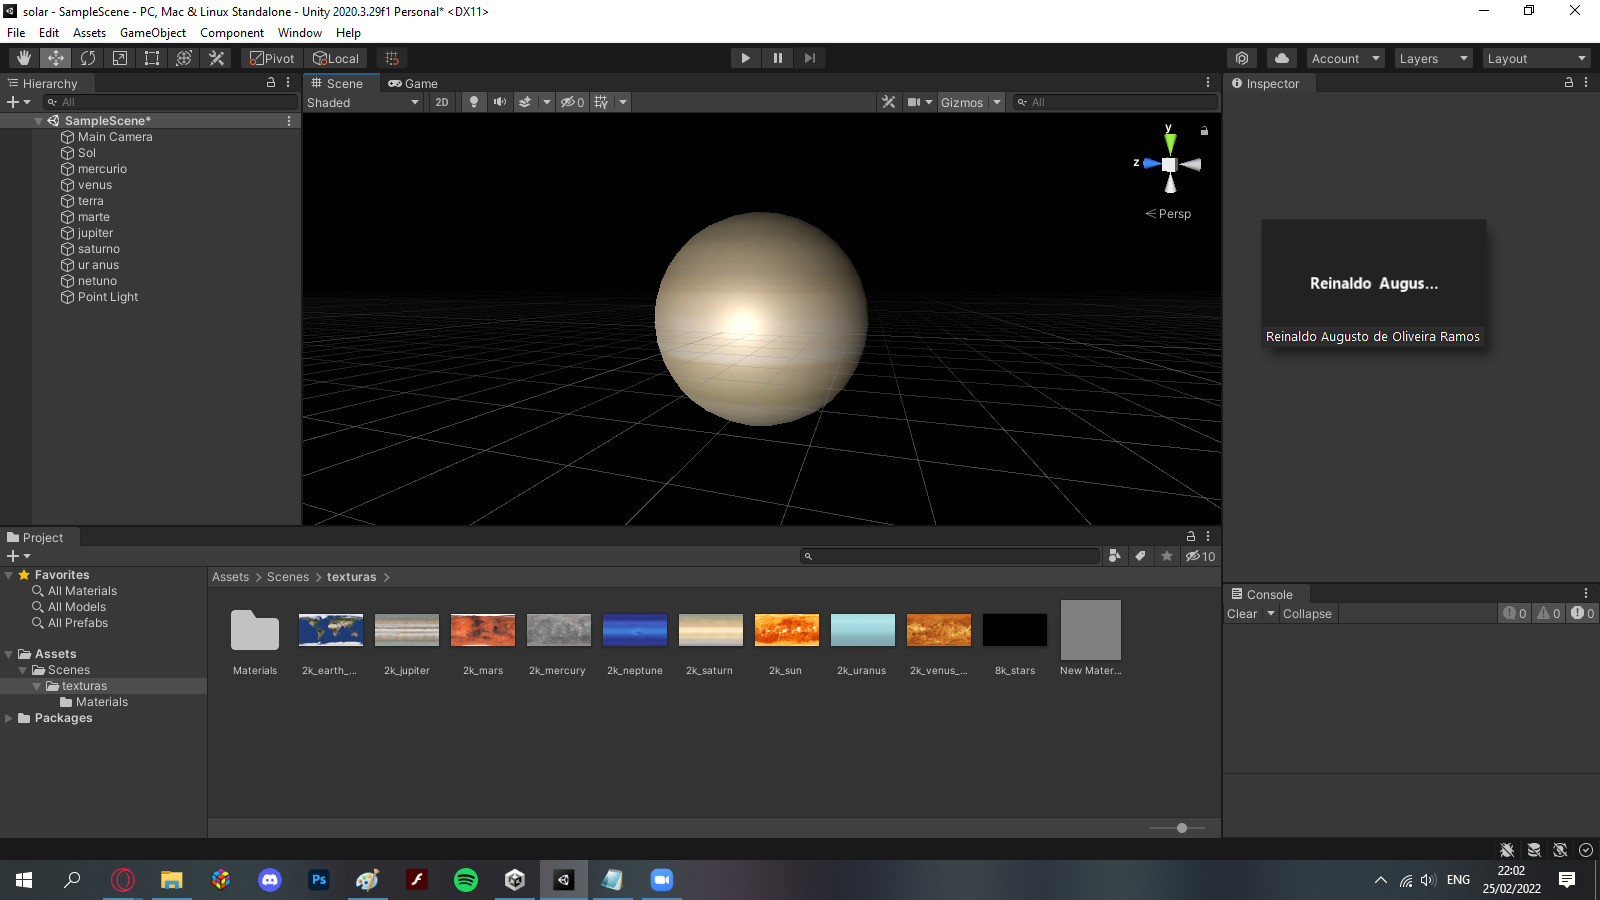 solar - SampleScene - PC, Mac & Linux Standalone - Unity 2020.3.29f1 Personal* <DX11>
File Edit Assets GameObject Component Window Help
Pivot Local Account Layers Layout
Hierarchy
All
SampleScene*
Main Camera
Sol
mercurio
venus
terra
marte
jupiter
saturno
ur anus
netuno
Point Light
Scene Game
Shaded 2D 0 Gizmos All
y
z
Persp
Inspector
Reinaldo Augus...
Reinaldo Augusto de Oliveira Ramos
Project
10
Favorites
All Materials
All Models
All Prefabs
Assets
Scenes
texturas
Materials
Packages
Assets > Scenes > texturas >
Materials 2k_earth_... 2k_jupiter 2k_mars 2k_mercury 2k_neptune 2k_saturn 2k_sun 2k_uranus 2k_venus_... 8k_stars New Mater...
Console
Clear Collapse 0 0 0
Ps
ENG
22:02
25/02/2022